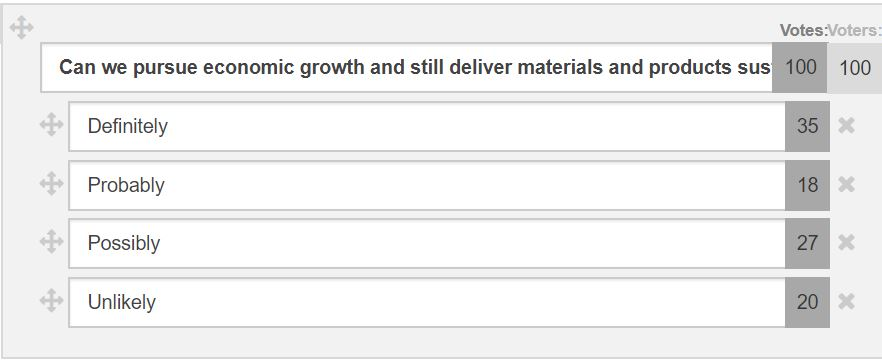 Votes:Voters:
Can we pursue economic growth and still deliver materials and products sus 100 100
Definitely 35
Probably 18
Possibly 27
Unlikely 20